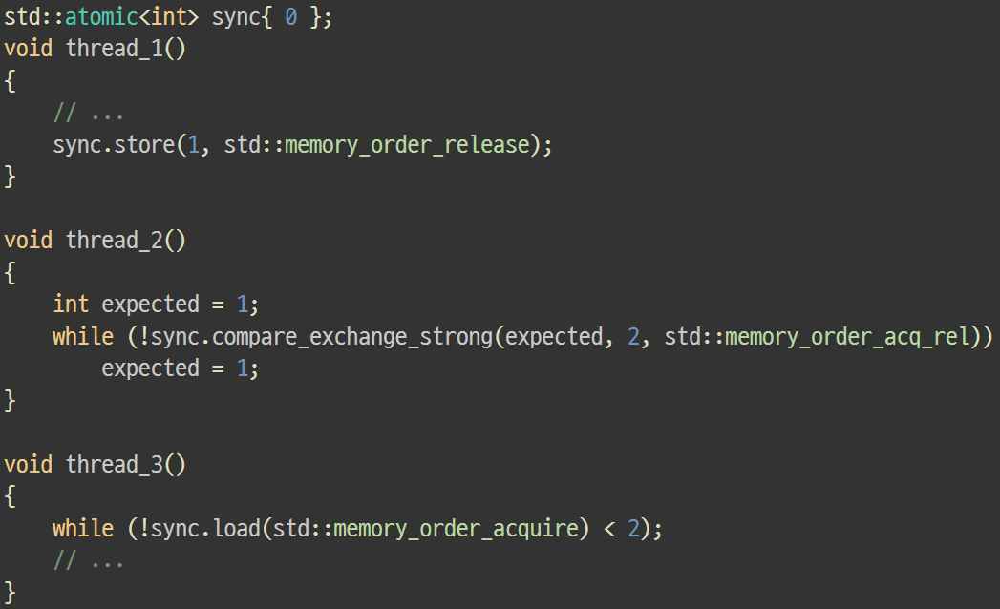 std::atomic<int> sync{ 0 };
void thread_1()
{
    // ...
    sync.store(1, std::memory_order_release);
}

void thread_2()
{
    int expected = 1;
    while (!sync.compare_exchange_strong(expected, 2, std::memory_order_acq_rel))
        expected = 1;
}

void thread_3()
{
    while (!sync.load(std::memory_order_acquire) < 2);
    // ...
}